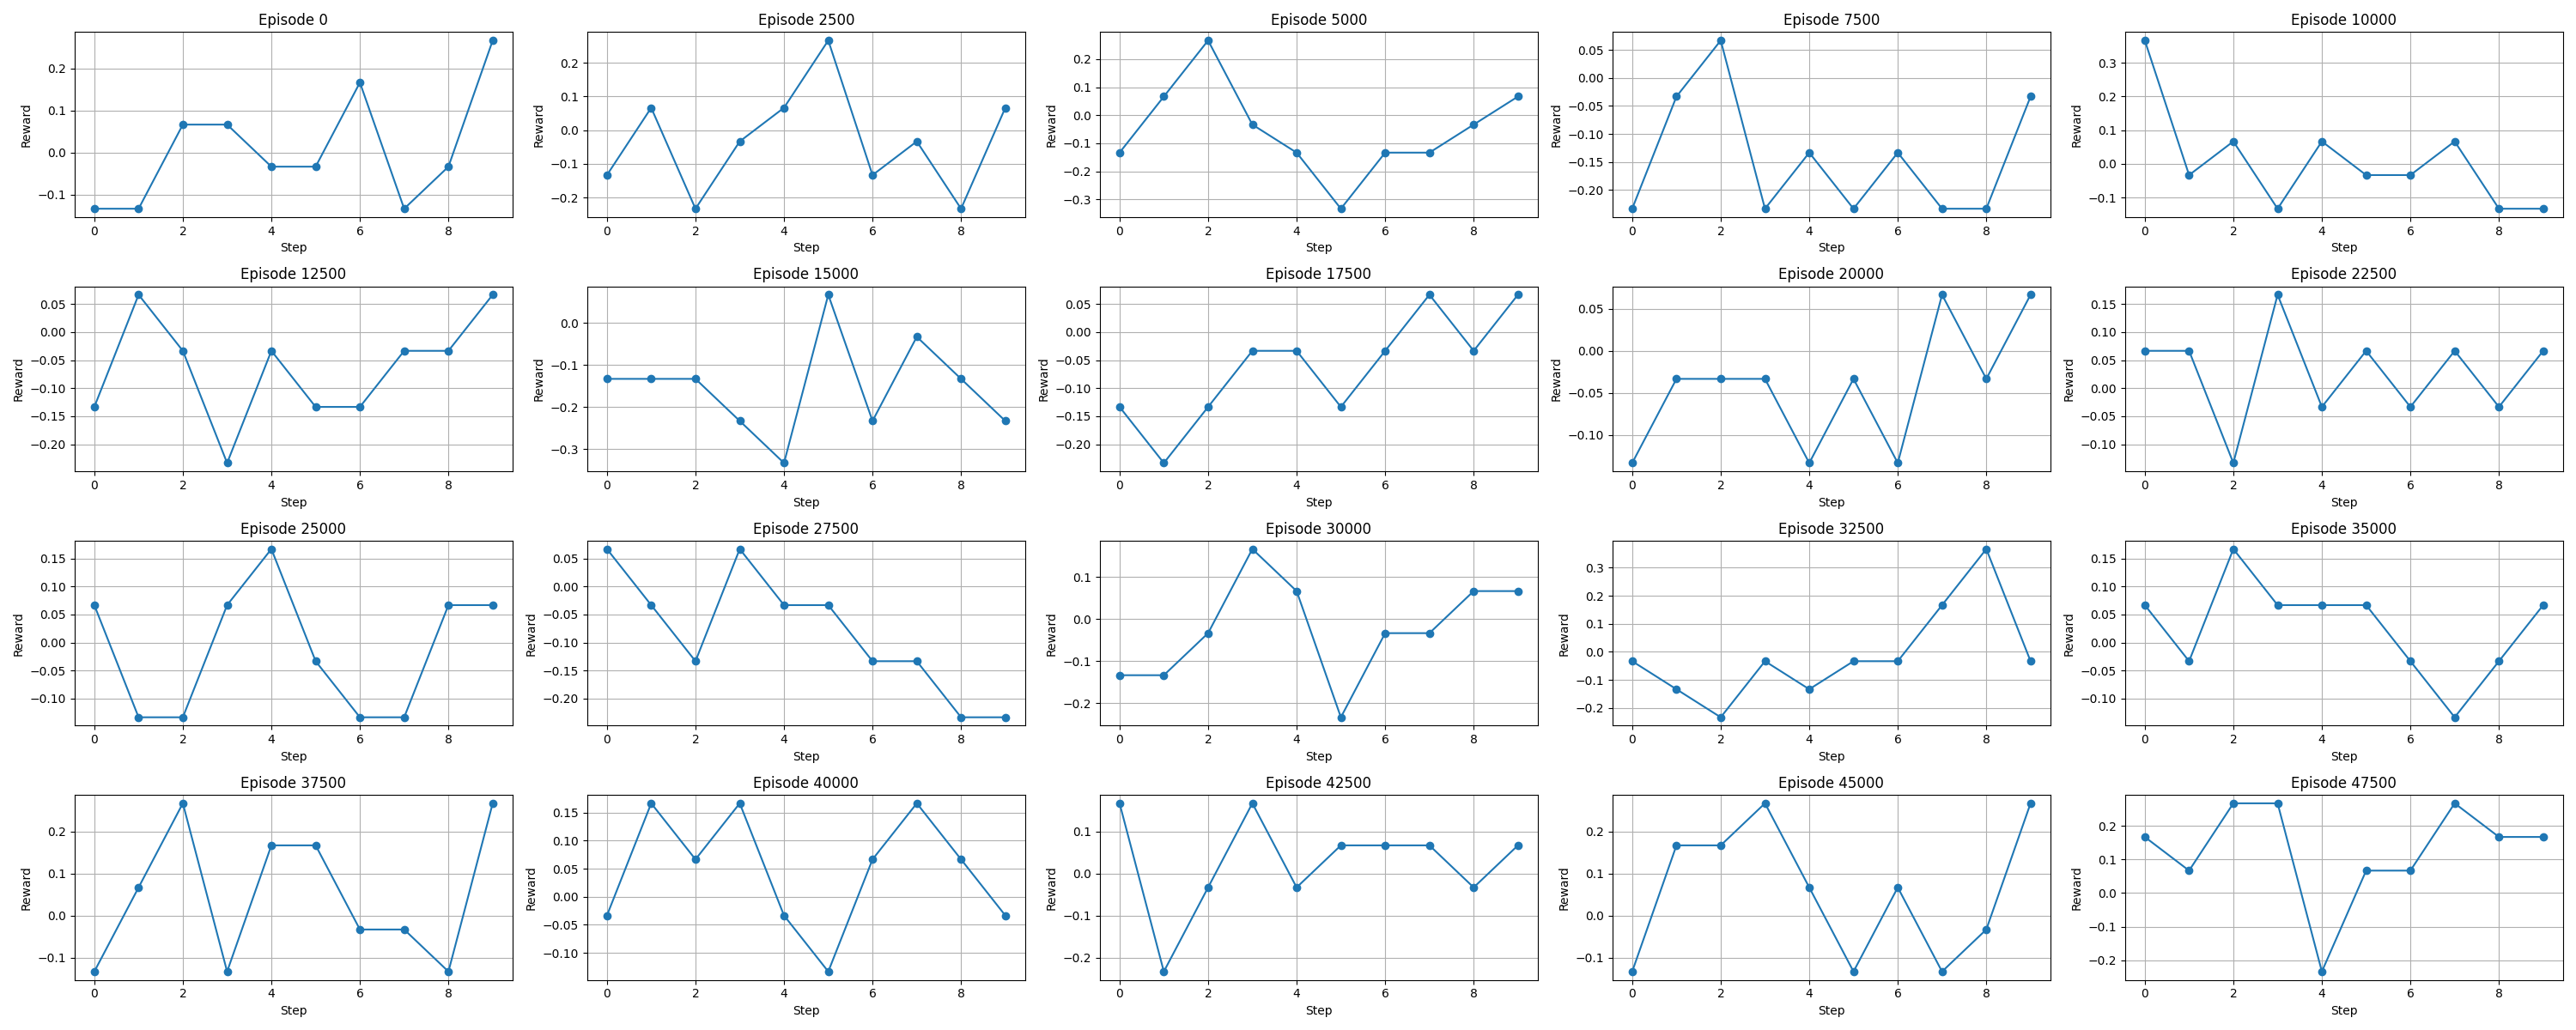 Episode 0
0.2
0.1
0.0
−0.1
Reward
0 2 4 6 8
Step
Episode 2500
0.2
0.1
0.0
−0.1
−0.2
Reward
0 2 4 6 8
Step
Episode 5000
0.2
0.1
0.0
−0.1
−0.2
−0.3
Reward
0 2 4 6 8
Step
Episode 7500
0.05
0.00
−0.05
−0.10
−0.15
−0.20
Reward
0 2 4 6 8
Step
Episode 10000
0.3
0.2
0.1
0.0
−0.1
Reward
0 2 4 6 8
Step
Episode 12500
0.05
0.00
−0.05
−0.10
−0.15
−0.20
Reward
0 2 4 6 8
Step
Episode 15000
0.0
−0.1
−0.2
−0.3
Reward
0 2 4 6 8
Step
Episode 17500
0.05
0.00
−0.05
−0.10
−0.15
−0.20
Reward
0 2 4 6 8
Step
Episode 20000
0.05
0.00
−0.05
−0.10
Reward
0 2 4 6 8
Step
Episode 22500
0.15
0.10
0.05
0.00
−0.05
−0.10
Reward
0 2 4 6 8
Step
Episode 25000
0.15
0.10
0.05
0.00
−0.05
−0.10
Reward
0 2 4 6 8
Step
Episode 27500
0.05
0.00
−0.05
−0.10
−0.15
−0.20
Reward
0 2 4 6 8
Step
Episode 30000
0.1
0.0
−0.1
−0.2
Reward
0 2 4 6 8
Step
Episode 32500
0.3
0.2
0.1
0.0
−0.1
−0.2
Reward
0 2 4 6 8
Step
Episode 35000
0.15
0.10
0.05
0.00
−0.05
−0.10
Reward
0 2 4 6 8
Step
Episode 37500
0.2
0.1
0.0
−0.1
Reward
0 2 4 6 8
Step
Episode 40000
0.15
0.10
0.05
0.00
−0.05
−0.10
Reward
0 2 4 6 8
Step
Episode 42500
0.1
0.0
−0.1
−0.2
Reward
0 2 4 6 8
Step
Episode 45000
0.2
0.1
0.0
−0.1
Reward
0 2 4 6 8
Step
Episode 47500
0.2
0.1
0.0
−0.1
−0.2
Reward
0 2 4 6 8
Step